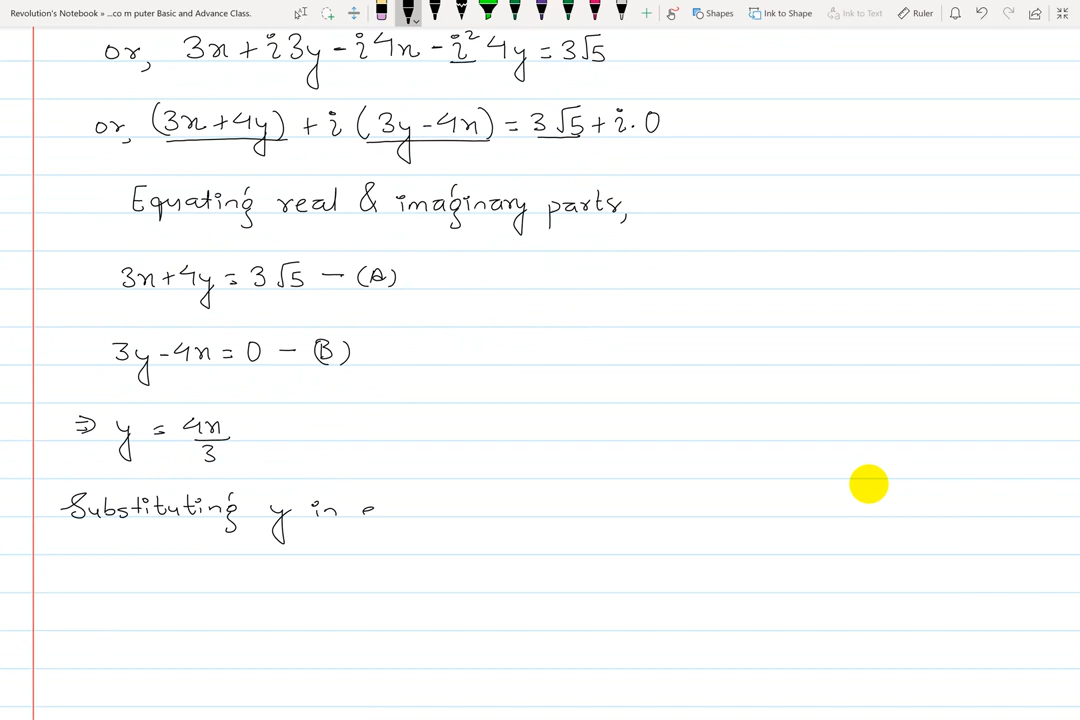 Revolution's Notebook » ...co m puter Basic and Advance Class.
Shapes Ink to Shape Ink to Text Ruler
or, 3x + i3y - i4x - i²4y = 3√5
or, (3x+4y) + i (3y-4x) = 3√5 + i.0
Equating real & imaginary parts,
3x+4y = 3√5 — (A)
3y-4x = 0 — (B)
⇒ y = 4x/3
Substituting y in e